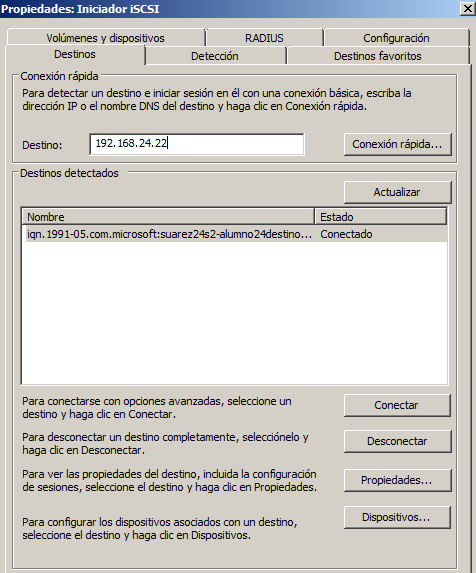 Propiedades: Iniciador iSCSI
Volúmenes y dispositivos
RADIUS
Configuración
Destinos
Detección
Destinos favoritos
Conexión rápida
Para detectar un destino e iniciar sesión en él con una conexión básica, escriba la
dirección IP o el nombre DNS del destino y haga clic en Conexión rápida.
Destino:
192.168.24.22
Conexión rápida...
Destinos detectados
Actualizar
Nombre
Estado
iqn.1991-05.com.microsoft:suarez24s2-alumno24destino...
Conectado
Para conectarse con opciones avanzadas, seleccione un
destino y haga clic en Conectar.
Conectar
Para desconectar un destino completamente, selecciónelo y
haga clic en Desconectar.
Desconectar
Para ver las propiedades del destino, incluida la configuración
de sesiones, seleccione el destino y haga clic en Propiedades.
Propiedades...
Para configurar los dispositivos asociados con un destino,
seleccione el destino y haga clic en Dispositivos.
Dispositivos...